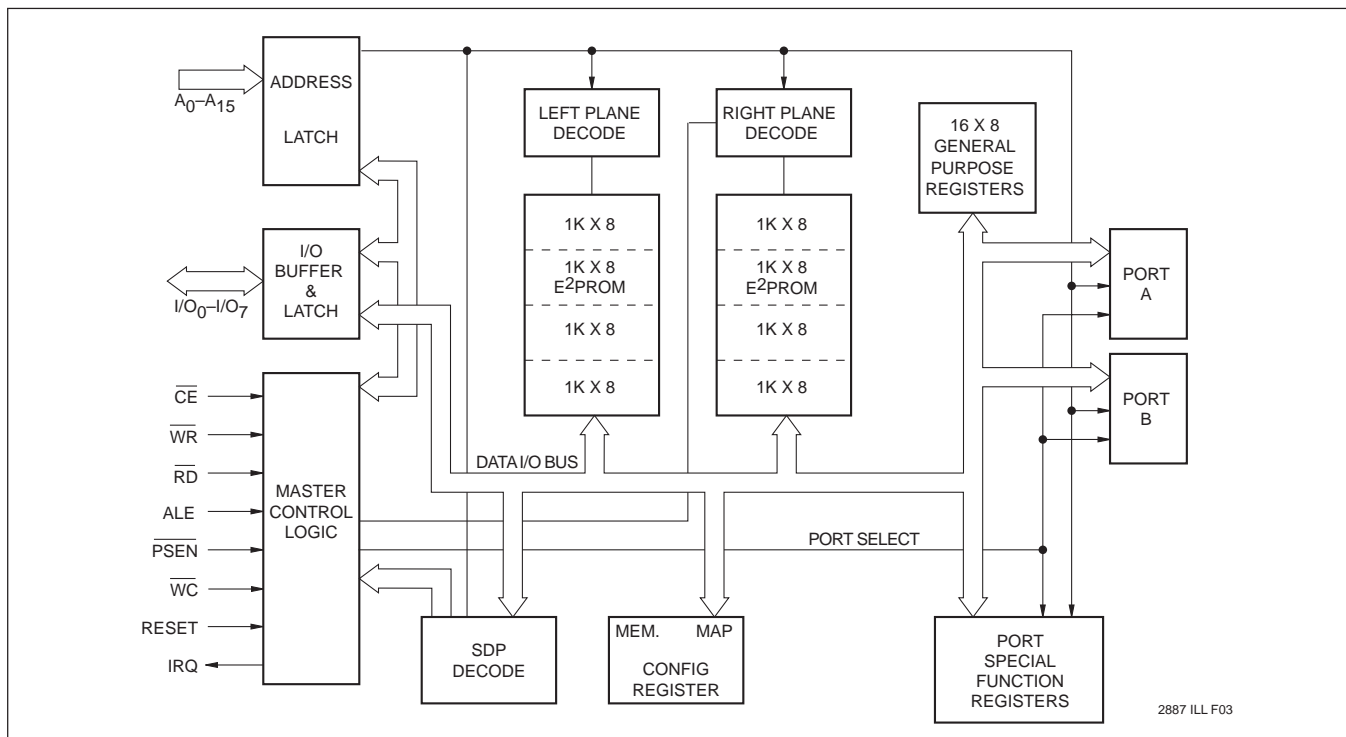 ADDRESS
LATCH
A0–A15
LEFT PLANE
DECODE
RIGHT PLANE
DECODE
16 X 8
GENERAL
PURPOSE
REGISTERS
I/O
BUFFER
&
LATCH
I/O0–I/O7
1K X 8
1K X 8
E2PROM
1K X 8
1K X 8
1K X 8
1K X 8
E2PROM
1K X 8
1K X 8
PORT
A
PORT
B
CE
WR
RD
ALE
PSEN
WC
RESET
IRQ
MASTER
CONTROL
LOGIC
DATA I/O BUS
PORT SELECT
SDP
DECODE
MEM. MAP
CONFIG
REGISTER
PORT
SPECIAL
FUNCTION
REGISTERS
2887 ILL F03